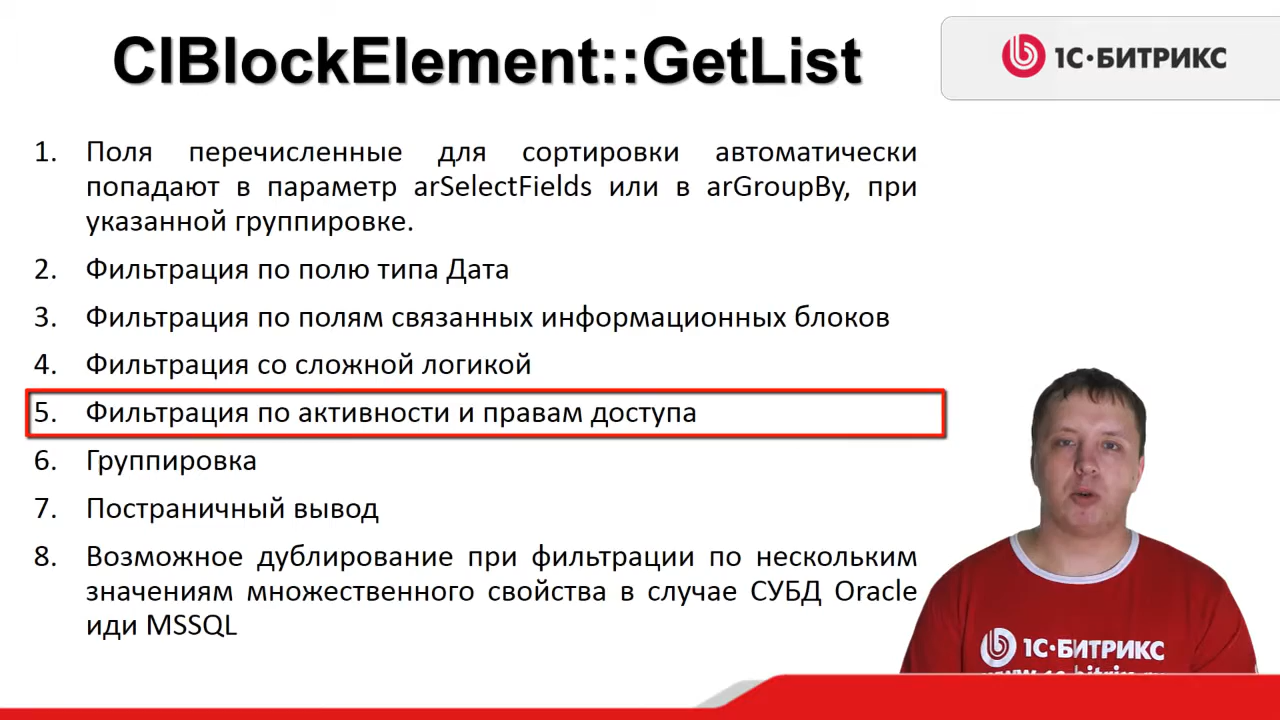 CIBlockElement::GetList
1С·БИТРИКС
1. Поля перечисленные для сортировки автоматически
попадают в параметр arSelectFields или в arGroupBy, при
указанной группировке.
2. Фильтрация по полю типа Дата
3. Фильтрация по полям связанных информационных блоков
4. Фильтрация со сложной логикой
5. Фильтрация по активности и правам доступа
6. Группировка
7. Постраничный вывод
8. Возможное дублирование при фильтрации по нескольким
значениям множественного свойства в случае СУБД Oracle
иди MSSQL
1С·БИТРИКС